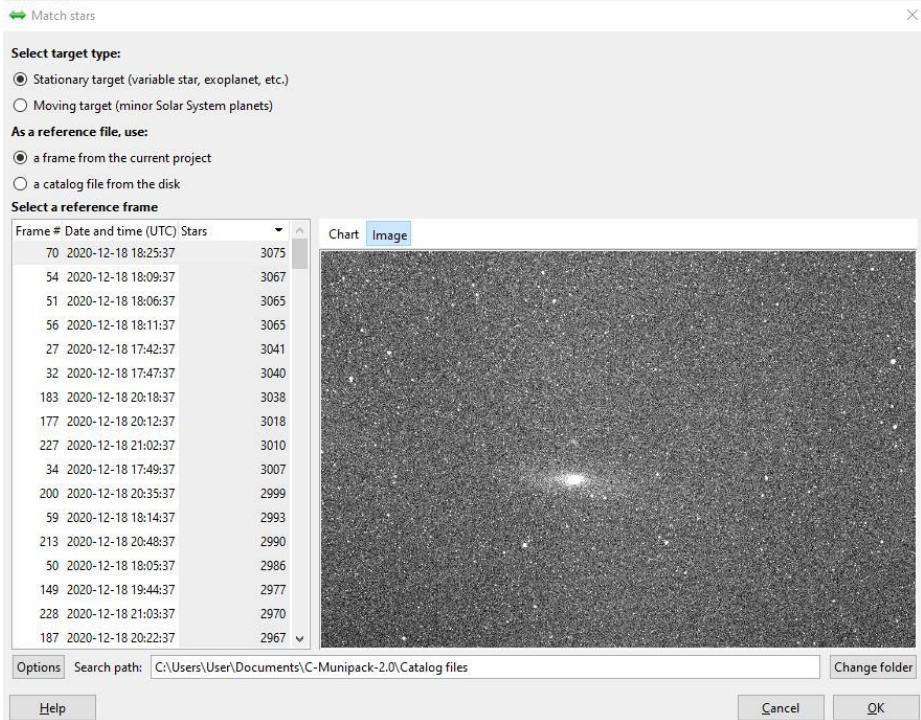 Match stars
Select target type:
Stationary target (variable star, exoplanet, etc.)
Moving target (minor Solar System planets)
As a reference file, use:
a frame from the current project
a catalog file from the disk
Select a reference frame
Frame # Date and time (UTC) Stars
70 2020-12-18 18:25:37 3075
54 2020-12-18 18:09:37 3067
51 2020-12-18 18:06:37 3065
56 2020-12-18 18:11:37 3065
27 2020-12-18 17:42:37 3041
32 2020-12-18 17:47:37 3040
183 2020-12-18 20:18:37 3038
177 2020-12-18 20:12:37 3018
227 2020-12-18 21:02:37 3010
34 2020-12-18 17:49:37 3007
200 2020-12-18 20:35:37 2999
59 2020-12-18 18:14:37 2993
213 2020-12-18 20:48:37 2990
50 2020-12-18 18:05:37 2986
149 2020-12-18 19:44:37 2977
228 2020-12-18 21:03:37 2970
187 2020-12-18 20:22:37 2967
Chart Image
Options Search path: C:\Users\User\Documents\C-Munipack-2.0\Catalog files Change folder
Help Cancel OK